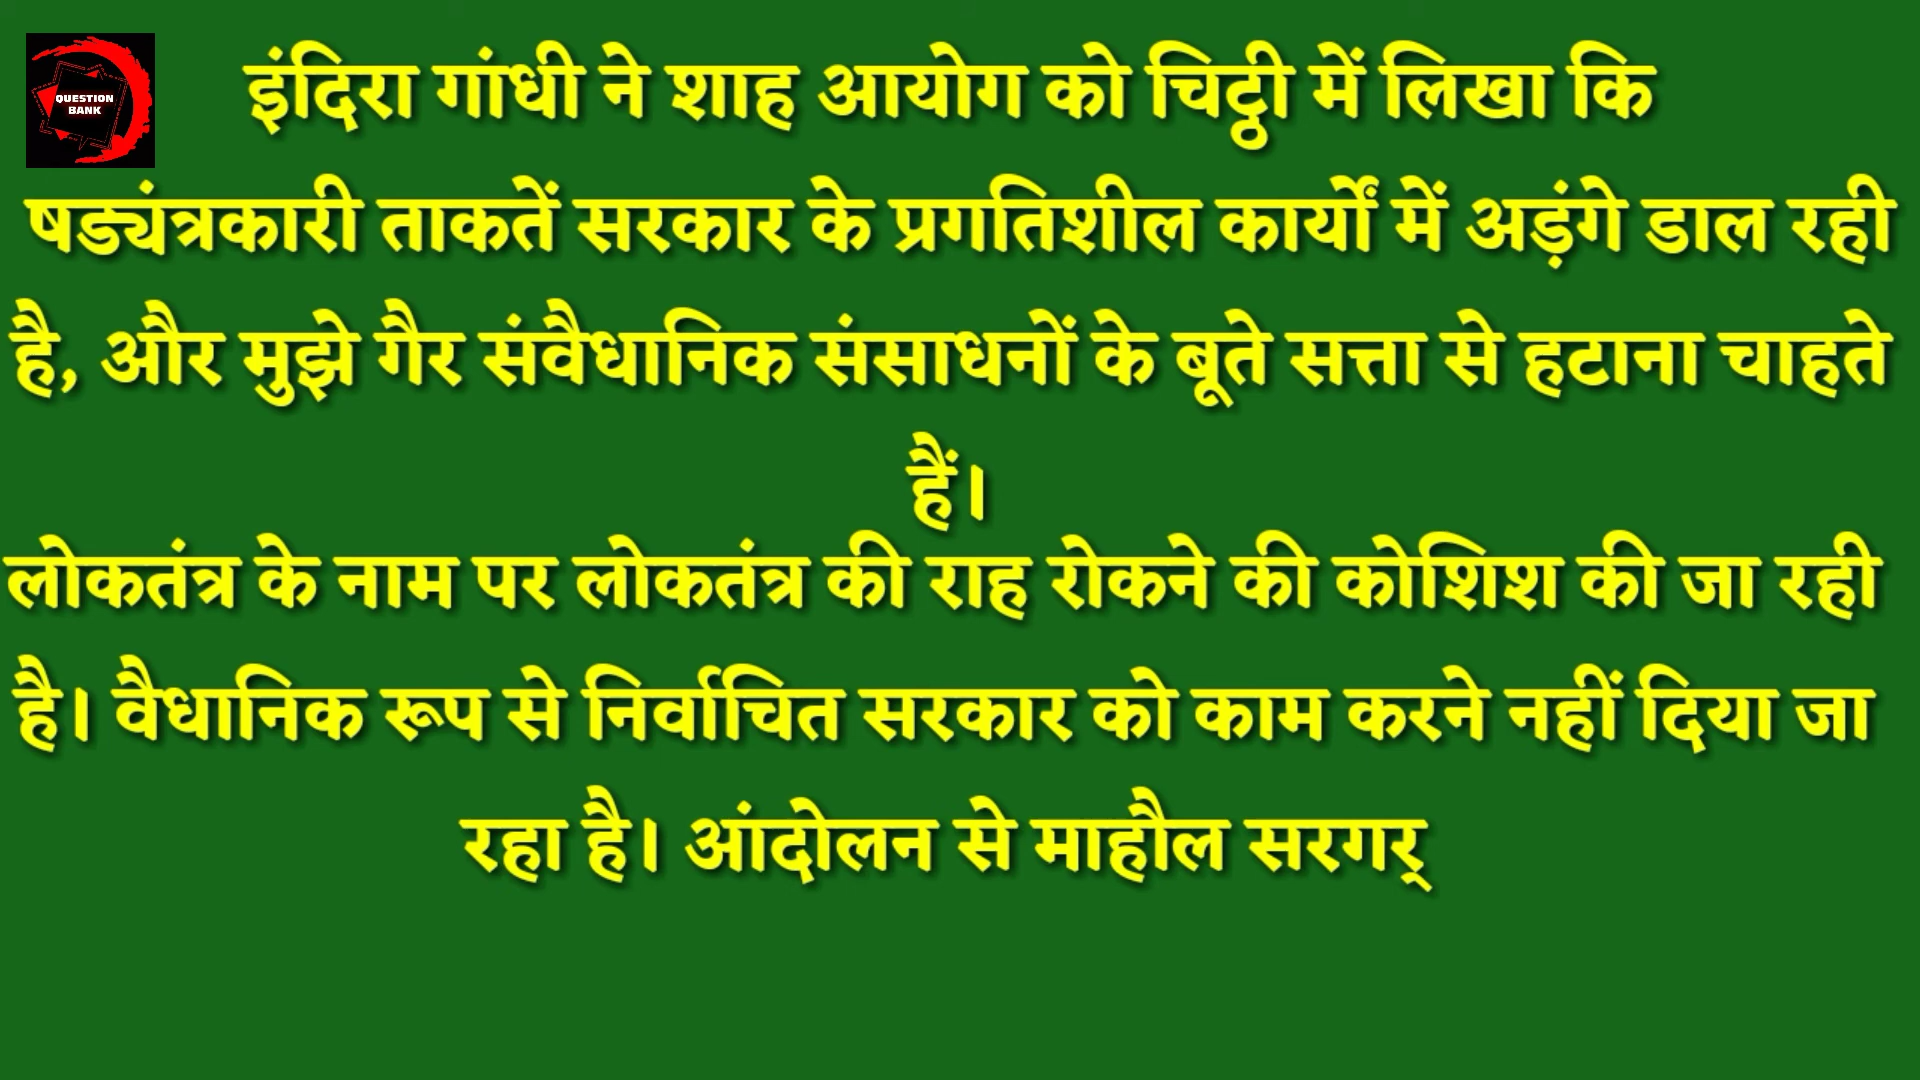 QUESTION
BANK
इंदिरा गांधी ने शाह आयोग को चिट्ठी में लिखा कि
षड्यंत्रकारी ताकतें सरकार के प्रगतिशील कार्यों में अड़ंगे डाल रही
है, और मुझे गैर संवैधानिक संसाधनों के बूते सत्ता से हटाना चाहते
हैं।
लोकतंत्र के नाम पर लोकतंत्र की राह रोकने की कोशिश की जा रही
है। वैधानिक रूप से निर्वाचित सरकार को काम करने नहीं दिया जा
रहा है। आंदोलन से माहौल सरगर्